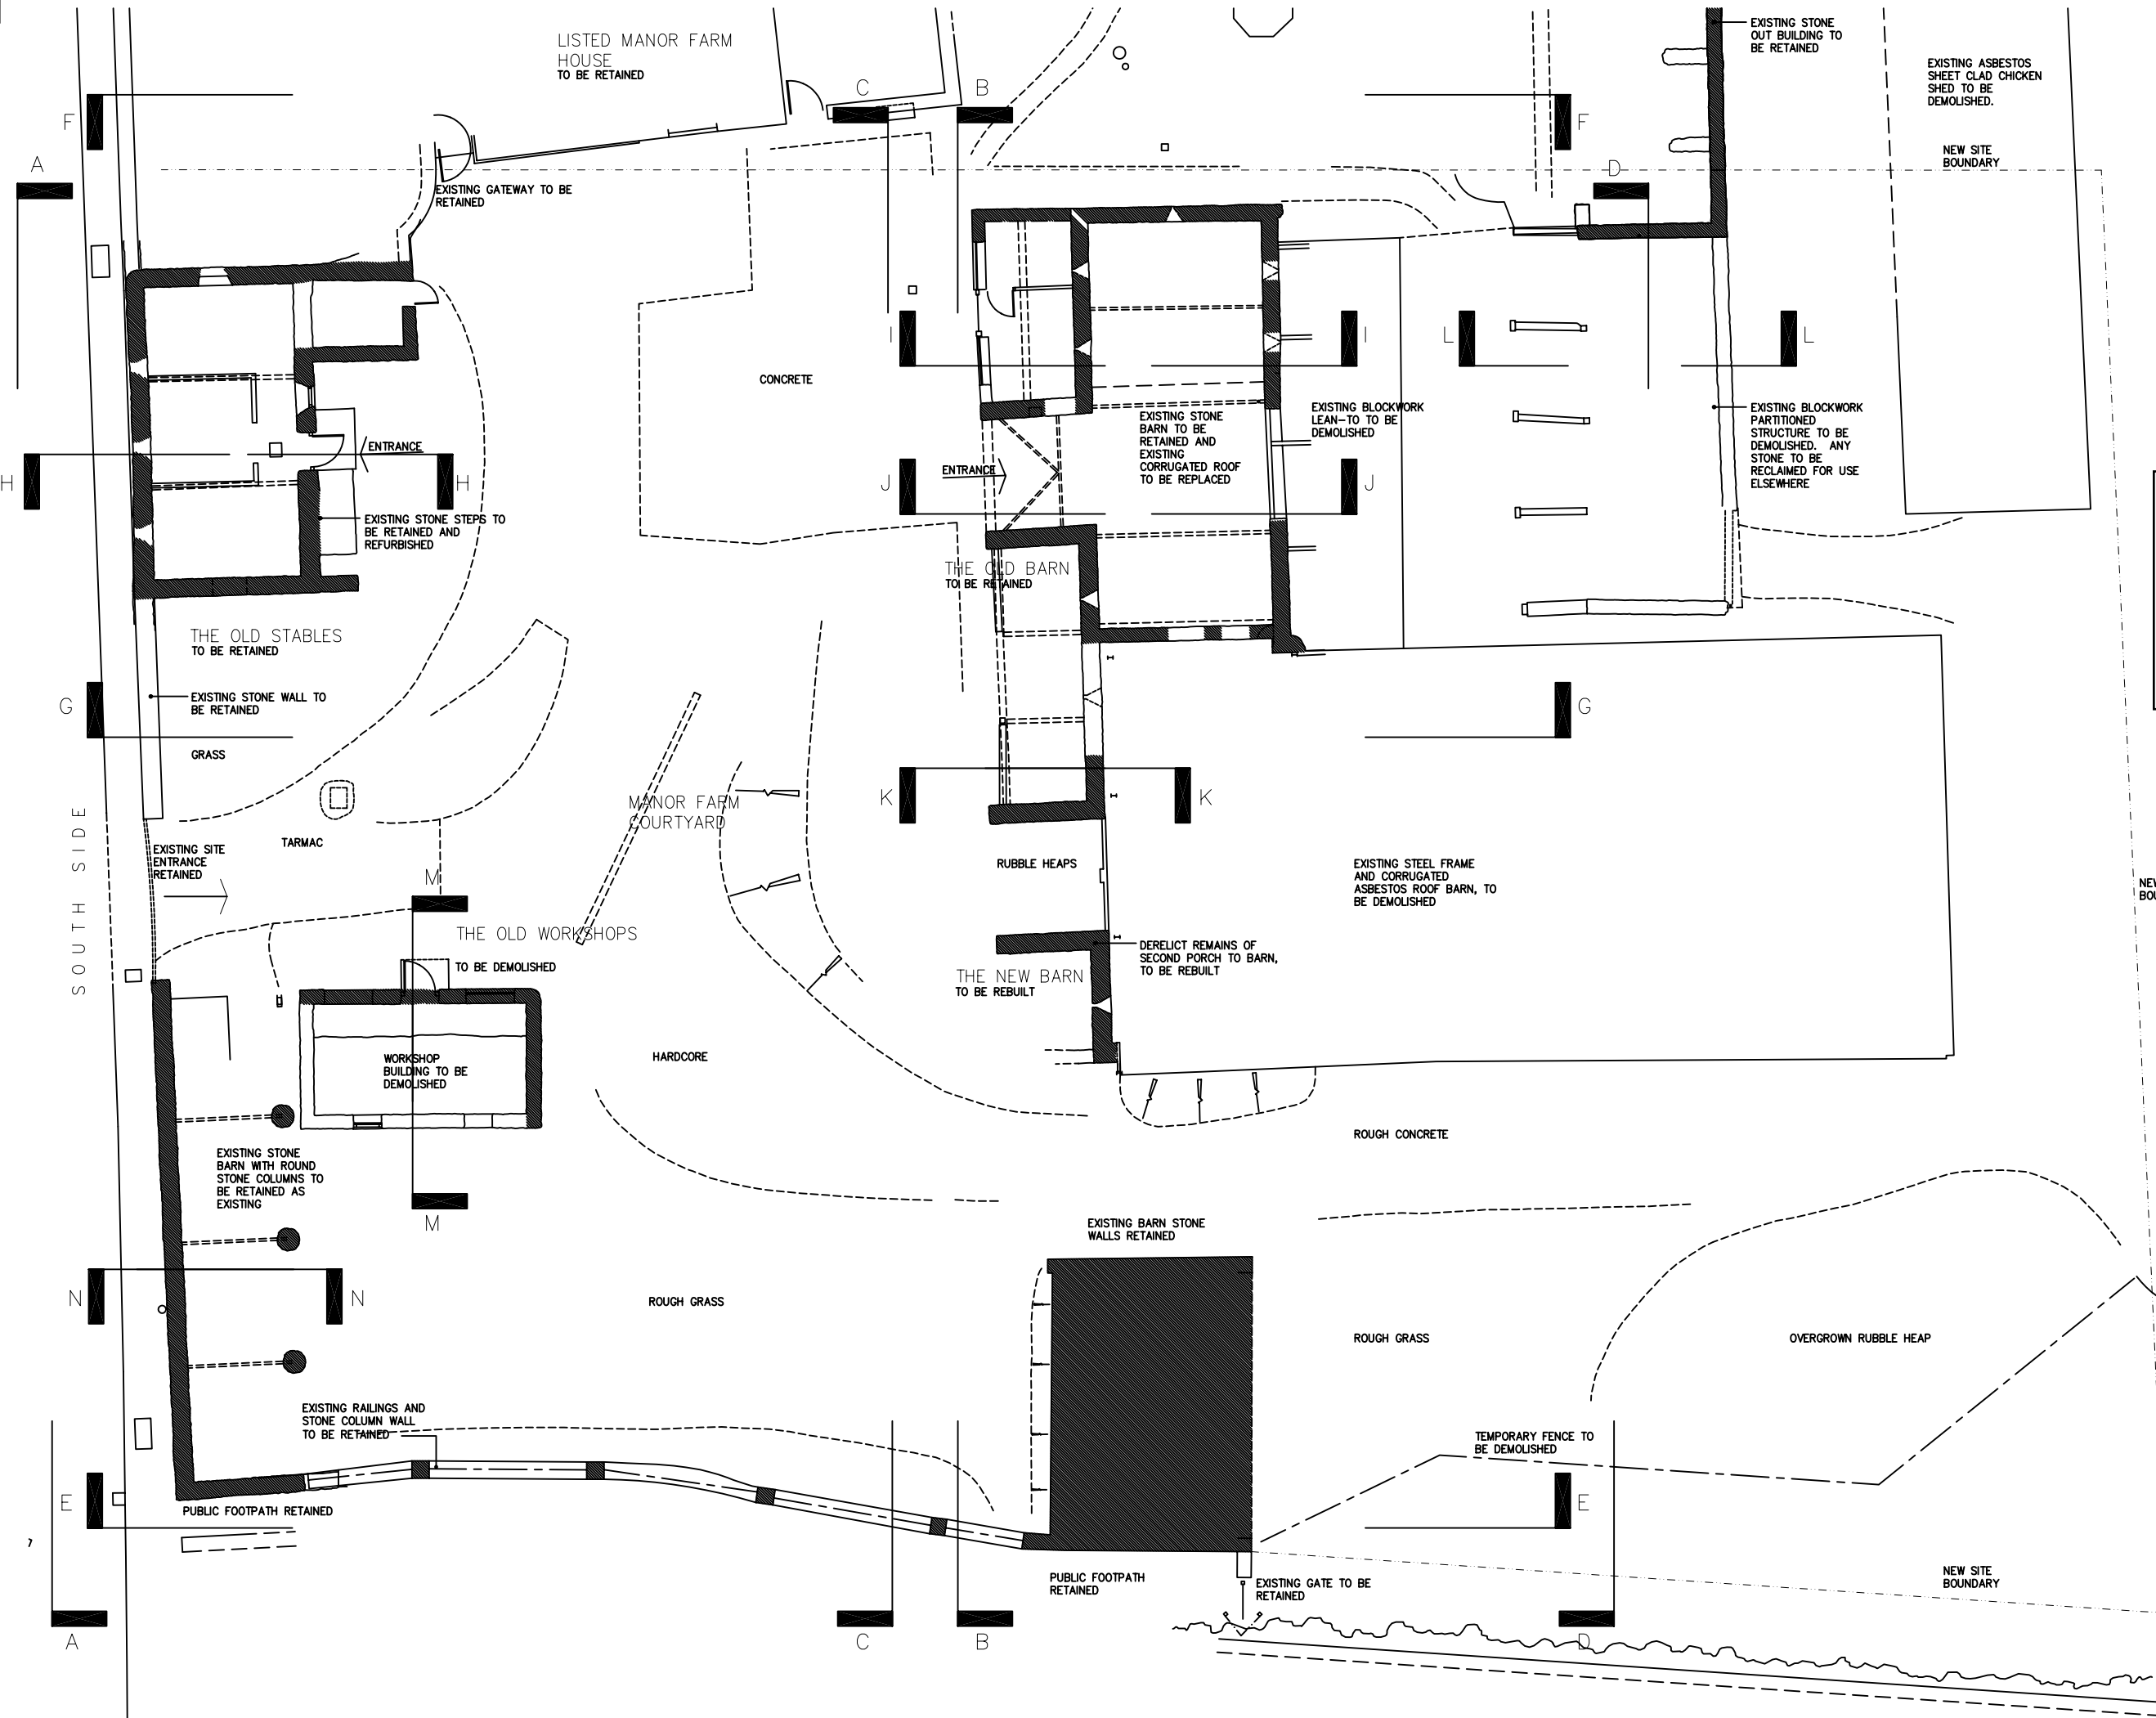 LISTED MANOR FARM
HOUSE
TO BE RETAINED
EXISTING STONE
OUT BUILDING TO
BE RETAINED
EXISTING ASBESTOS
SHEET CLAD CHICKEN
SHED TO BE
DEMOLISHED.
NEW SITE
BOUNDARY
F
C
B
F
A
D
EXISTING GATEWAY TO BE
RETAINED
CONCRETE
I
I
L
L
EXISTING STONE
BARN TO BE
RETAINED AND
EXISTING
CORRUGATED ROOF
TO BE REPLACED
EXISTING BLOCKWORK
LEAN-TO TO BE
DEMOLISHED
EXISTING BLOCKWORK
PARTITIONED
STRUCTURE TO BE
DEMOLISHED. ANY
STONE TO BE
RECLAIMED FOR USE
ELSEWHERE
ENTRANCE
ENTRANCE
H
H
J
J
EXISTING STONE STEPS TO
BE RETAINED AND
REFURBISHED
THE OLD BARN
TO BE RETAINED
THE OLD STABLES
TO BE RETAINED
EXISTING STONE WALL TO
BE RETAINED
G
G
GRASS
MANOR FARM
COURTYARD
K
K
TARMAC
SOUTH SIDE
EXISTING SITE
ENTRANCE
RETAINED
RUBBLE HEAPS
EXISTING STEEL FRAME
AND CORRUGATED
ASBESTOS ROOF BARN, TO
BE DEMOLISHED
M
THE OLD WORKSHOPS
TO BE DEMOLISHED
DERELICT REMAINS OF
SECOND PORCH TO BARN,
TO BE REBUILT
THE NEW BARN
TO BE REBUILT
WORKSHOP
BUILDING TO BE
DEMOLISHED
HARDCORE
ROUGH CONCRETE
EXISTING STONE
BARN WITH ROUND
STONE COLUMNS TO
BE RETAINED AS
EXISTING
M
EXISTING BARN STONE
WALLS RETAINED
N
N
ROUGH GRASS
ROUGH GRASS
OVERGROWN RUBBLE HEAP
EXISTING RAILINGS AND
STONE COLUMN WALL
TO BE RETAINED
TEMPORARY FENCE TO
BE DEMOLISHED
E
E
PUBLIC FOOTPATH RETAINED
PUBLIC FOOTPATH
RETAINED
EXISTING GATE TO BE
RETAINED
NEW SITE
BOUNDARY
A
C
B
D